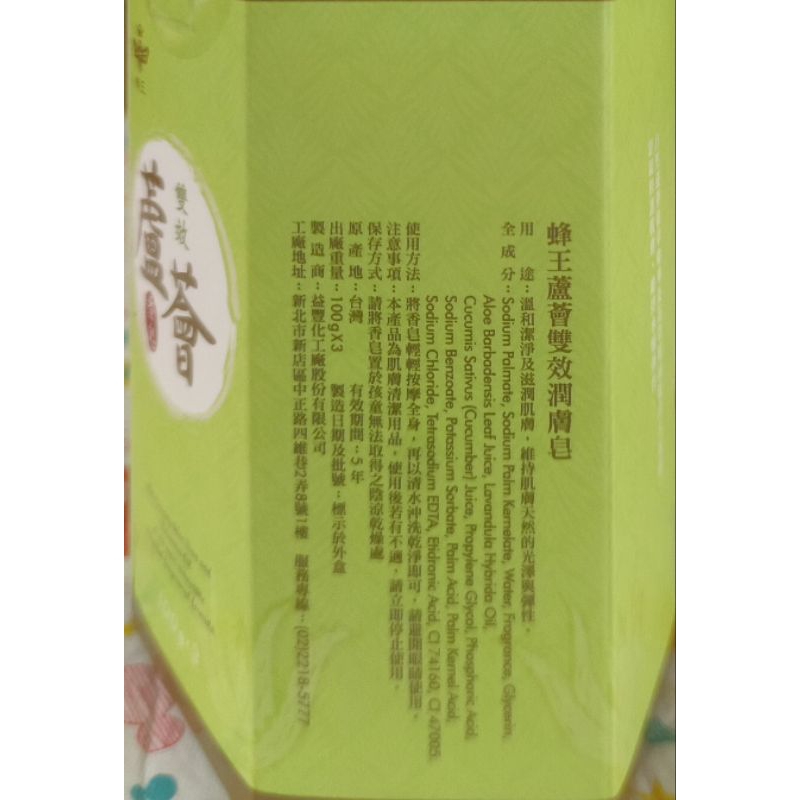 蜂王蘆薈雙效潤膚皂
用　途：溫和潔淨及滋潤肌膚，維持肌膚天然的光澤與彈性。
全成分：Sodium Palmate, Sodium Palm Kernelate, Water, Fragrance, Glycerin,
Aloe Barbadensis Leaf Juice, Lavandula Hybrida Oil,
Cucumis Sativus (Cucumber) Juice, Propylene Glycol, Phosphoric Acid,
Sodium Benzoate, Potassium Sorbate, Palm Acid, Palm Kernel Acid,
Sodium Chloride, Tetrasodium EDTA, Etidronic Acid, CI 74160, CI 47005.
使用方法：將香皂輕輕按摩全身，再以清水沖洗乾淨即可，請避開眼睛使用。
注意事項：本產品為肌膚清潔用品，使用後若有不適，請立即停止使用。
保存方式：請將香皂置於孩童無法取得之陰涼乾燥處
原產地：台灣　有效期間：5年
出廠重量：100gX3　製造日期及批號：標示於外盒
製造商：益豐化工廠股份有限公司
工廠地址：新北市新店區中正路四維巷2弄8號1樓　服務專線：(02)2218-5777
雙效
蘆薈